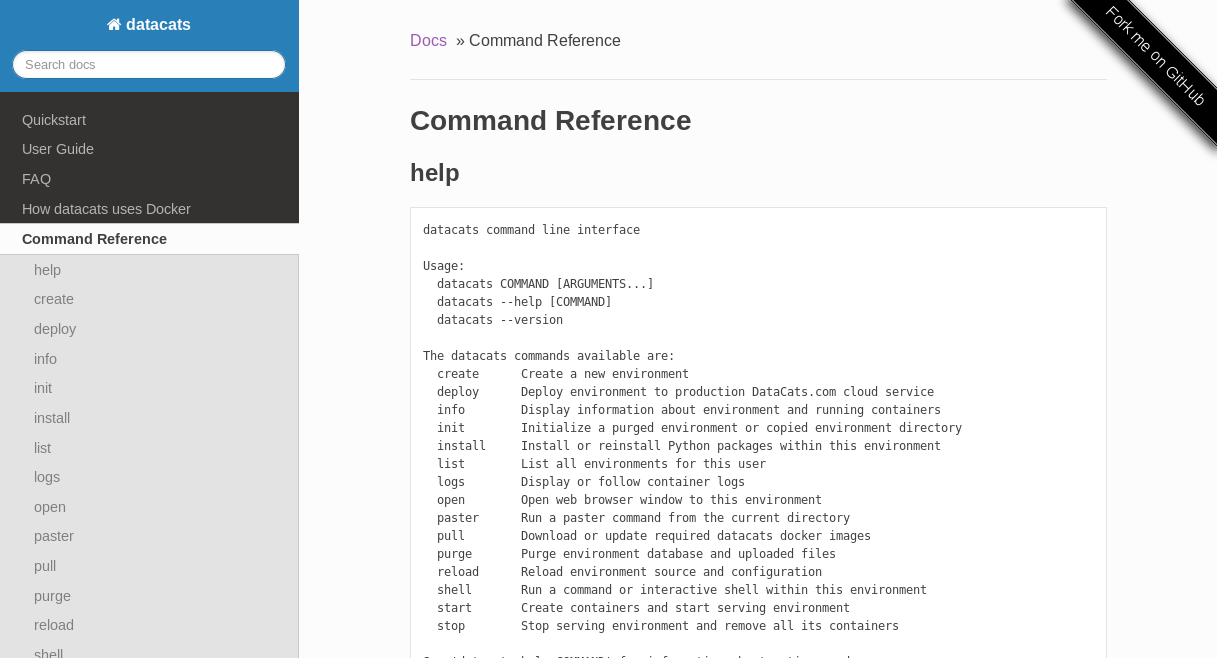 datacats
Search docs
Quickstart
User Guide
FAQ
How datacats uses Docker
Command Reference
help
create
deploy
info
init
install
list
logs
open
paster
pull
purge
reload
shell
Docs » Command Reference
Fork me on GitHub
Command Reference
help
datacats command line interface
Usage:
  datacats COMMAND [ARGUMENTS...]
  datacats --help [COMMAND]
  datacats --version
The datacats commands available are:
  create      Create a new environment
  deploy      Deploy environment to production DataCats.com cloud service
  info        Display information about environment and running containers
  init        Initialize a purged environment or copied environment directory
  install     Install or reinstall Python packages within this environment
  list        List all environments for this user
  logs        Display or follow container logs
  open        Open web browser window to this environment
  paster      Run a paster command from the current directory
  pull        Download or update required datacats docker images
  purge       Purge environment database and uploaded files
  reload      Reload environment source and configuration
  shell       Run a command or interactive shell within this environment
  start       Create containers and start serving environment
  stop        Stop serving environment and remove all its containers